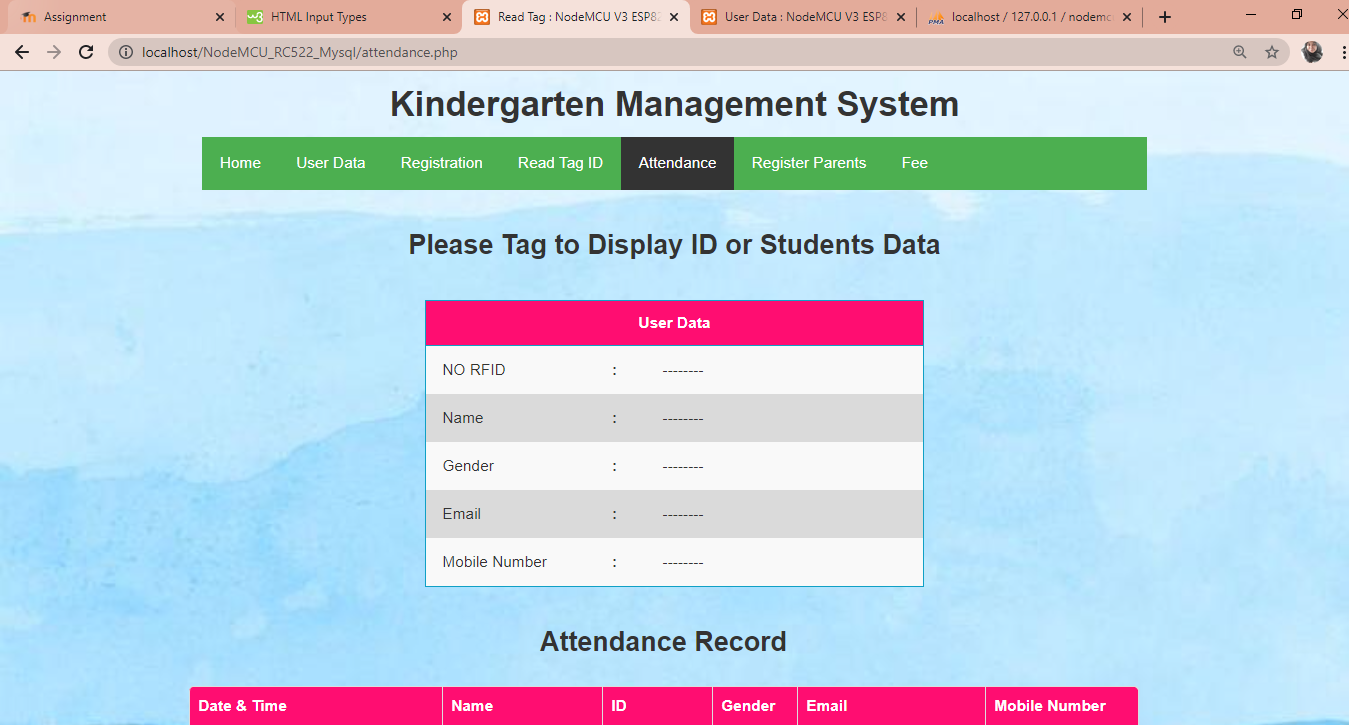 Assignment
HTML Input Types
Read Tag : NodeMCU V3 ESP82
User Data : NodeMCU V3 ESP8
PMA
localhost / 127.0.0.1 / nodemc
localhost/NodeMCU_RC522_Mysql/attendance.php
Kindergarten Management System
Home User Data Registration Read Tag ID Attendance Register Parents Fee
Please Tag to Display ID or Students Data
User Data
NO RFID : --------
Name : --------
Gender : --------
Email : --------
Mobile Number : --------
Attendance Record
Date & Time Name ID Gender Email Mobile Number